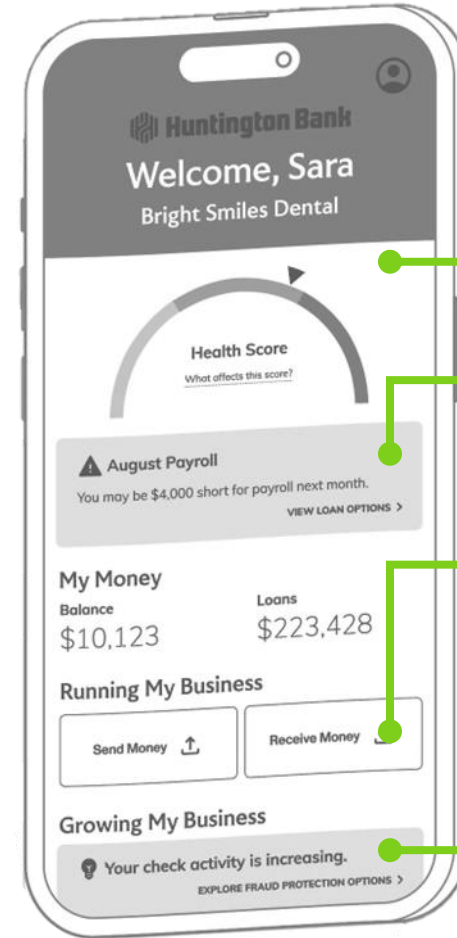 Huntington Bank
Welcome, Sara
Bright Smiles Dental
Health Score
What affects this score?
August Payroll
You may be $4,000 short for payroll next month.
VIEW LOAN OPTIONS >
My Money
Balance Loans
$10,123 $223,428
Running My Business
Send Money Receive Money
Growing My Business
Your check activity is increasing.
EXPLORE FRAUD PROTECTION OPTIONS >